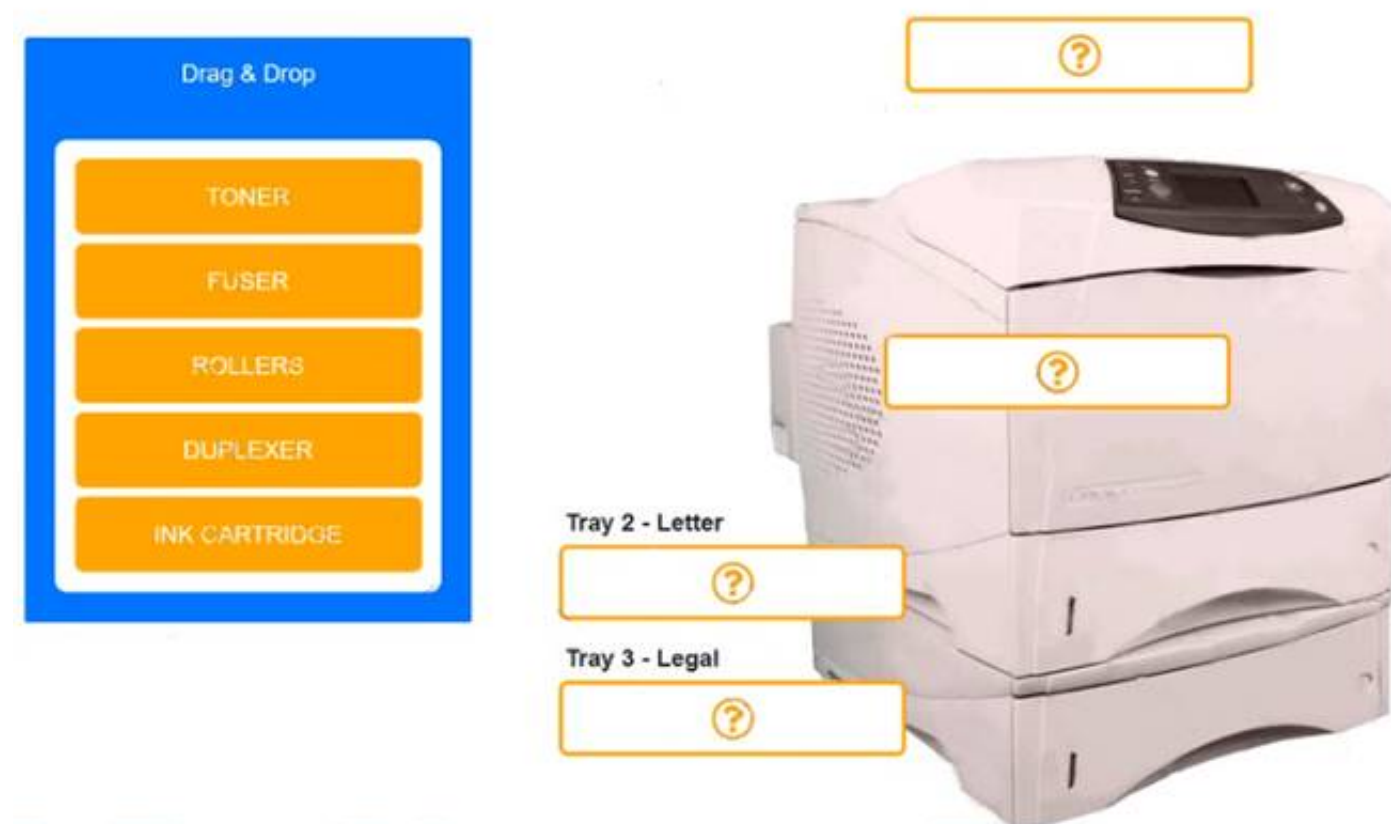 Drag & Drop
TONER
FUSER
ROLLERS
DUPLEXER
INK CARTRIDGE
?
?
Tray 2 - Letter
?
Tray 3 - Legal
?